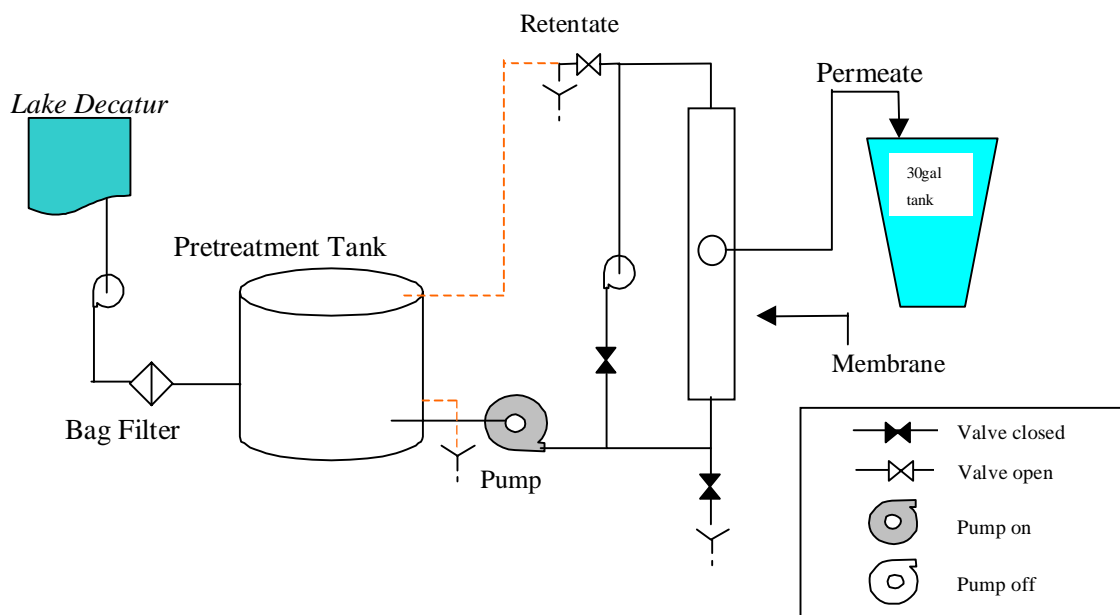 Retentate
Permeate
Lake Decatur
30gal
tank
Pretreatment Tank
Membrane
Bag Filter
Pump
Valve closed
Valve open
Pump on
Pump off